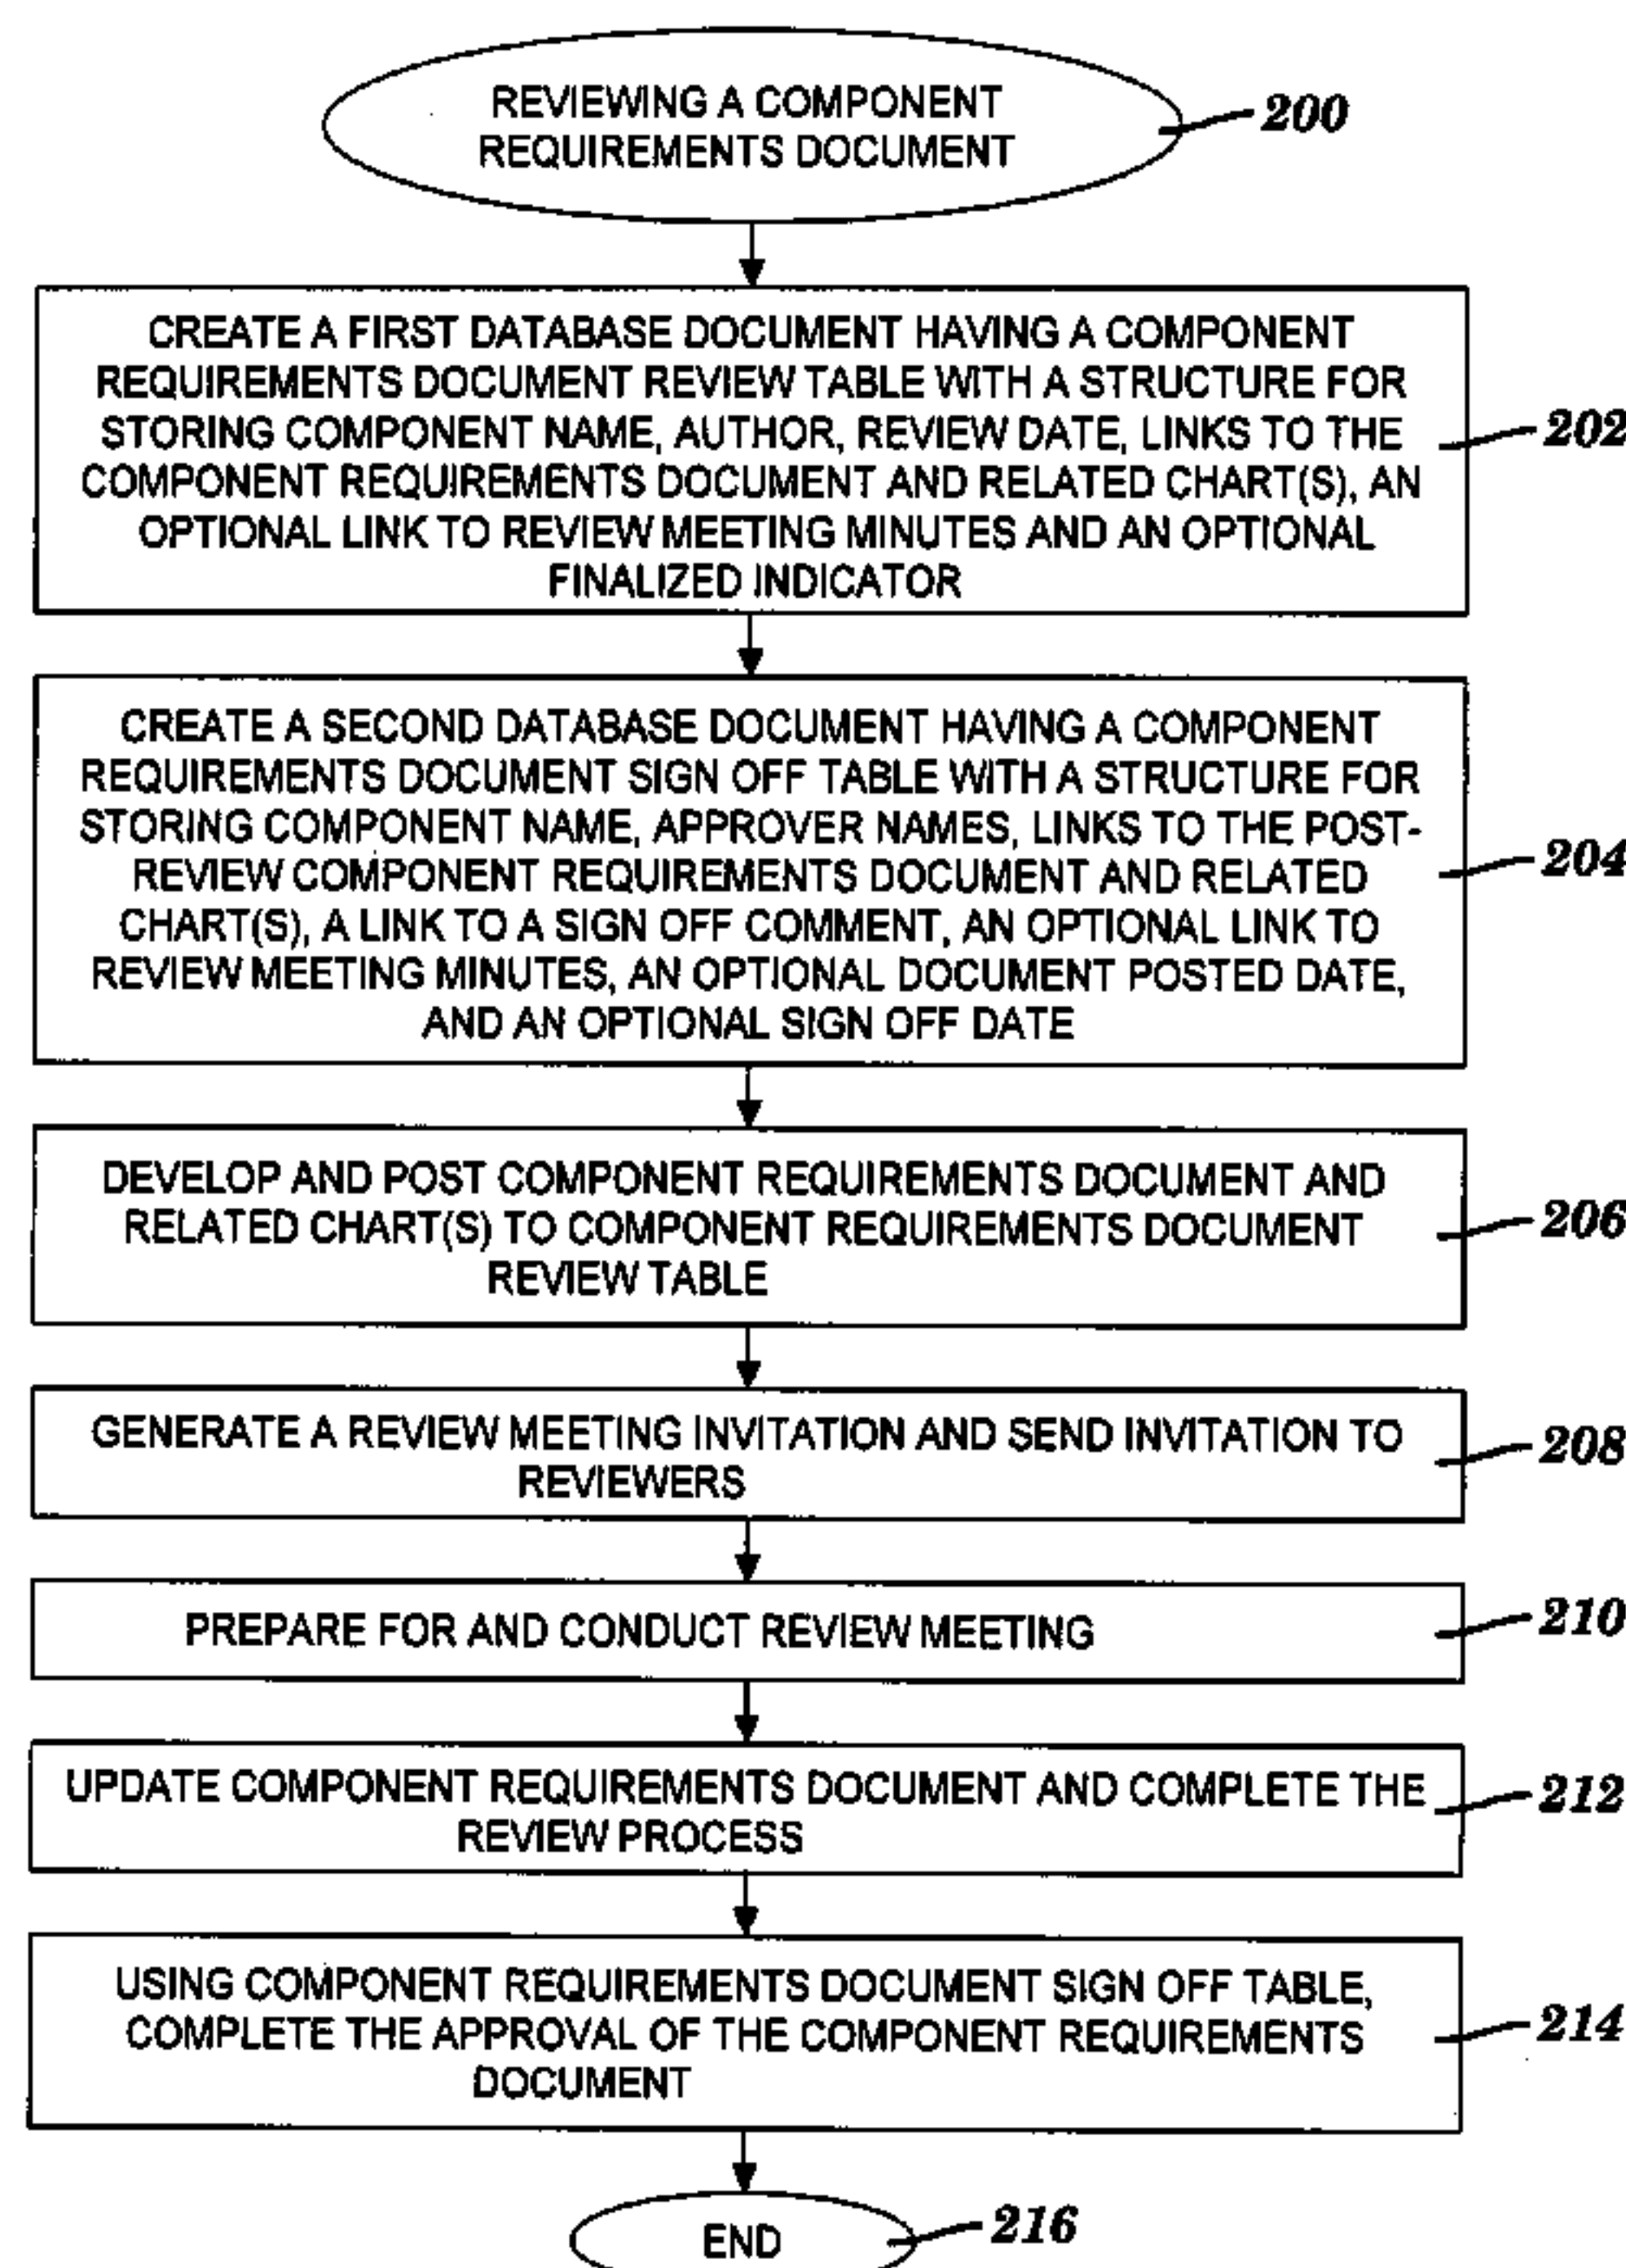 REVIEWING A COMPONENT
REQUIREMENTS DOCUMENT
200
CREATE A FIRST DATABASE DOCUMENT HAVING A COMPONENT
REQUIREMENTS DOCUMENT REVIEW TABLE WITH A STRUCTURE FOR
STORING COMPONENT NAME, AUTHOR, REVIEW DATE, LINKS TO THE
COMPONENT REQUIREMENTS DOCUMENT AND RELATED CHART(S), AN
OPTIONAL LINK TO REVIEW MEETING MINUTES AND AN OPTIONAL
FINALIZED INDICATOR
202
CREATE A SECOND DATABASE DOCUMENT HAVING A COMPONENT
REQUIREMENTS DOCUMENT SIGN OFF TABLE WITH A STRUCTURE FOR
STORING COMPONENT NAME, APPROVER NAMES, LINKS TO THE POST-
REVIEW COMPONENT REQUIREMENTS DOCUMENT AND RELATED
CHART(S), A LINK TO A SIGN OFF COMMENT, AN OPTIONAL LINK TO
REVIEW MEETING MINUTES, AN OPTIONAL DOCUMENT POSTED DATE,
AND AN OPTIONAL SIGN OFF DATE
204
DEVELOP AND POST COMPONENT REQUIREMENTS DOCUMENT AND
RELATED CHART(S) TO COMPONENT REQUIREMENTS DOCUMENT
REVIEW TABLE
206
GENERATE A REVIEW MEETING INVITATION AND SEND INVITATION TO
REVIEWERS
208
PREPARE FOR AND CONDUCT REVIEW MEETING
210
UPDATE COMPONENT REQUIREMENTS DOCUMENT AND COMPLETE THE
REVIEW PROCESS
212
USING COMPONENT REQUIREMENTS DOCUMENT SIGN OFF TABLE,
COMPLETE THE APPROVAL OF THE COMPONENT REQUIREMENTS
DOCUMENT
214
END
216